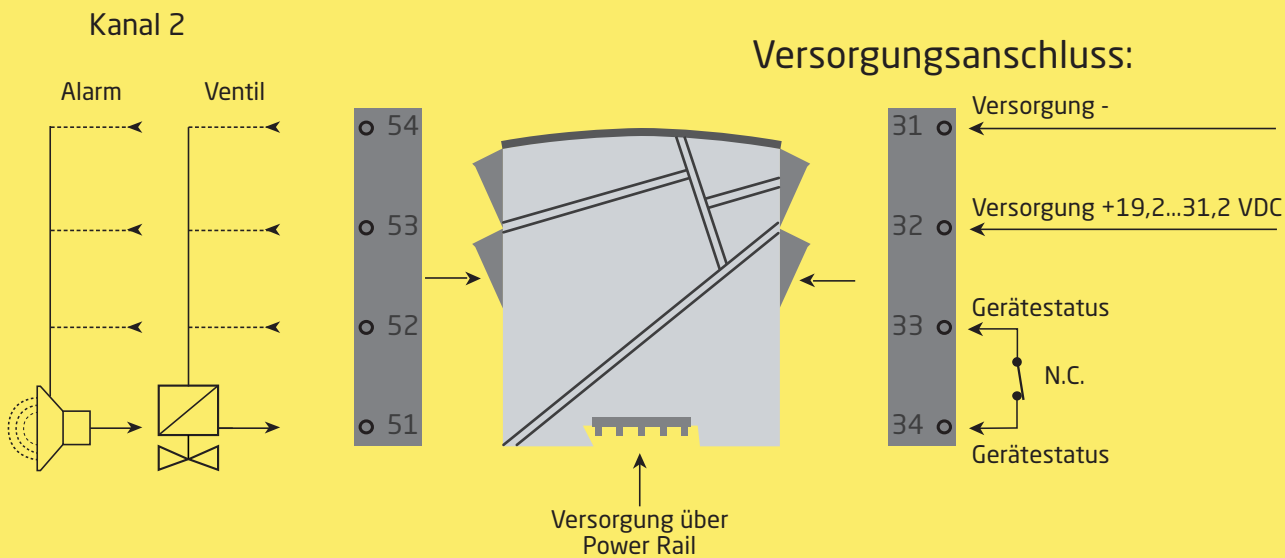 Kanal 2
Versorgungsanschluss:
Alarm
Ventil
54
53
52
51
31
32
33
34
Versorgung -
Versorgung +19,2...31,2 VDC
Gerätestatus
N.C.
Gerätestatus
Versorgung über
Power Rail